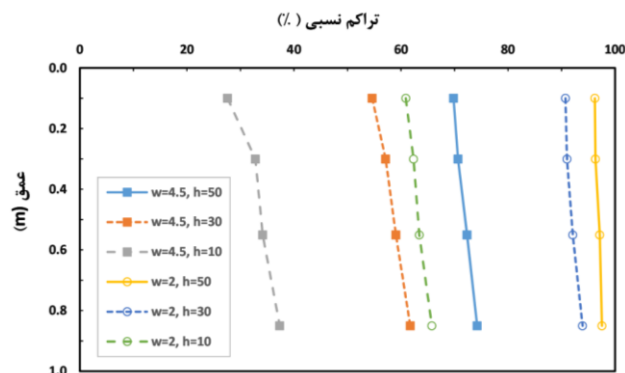 تراکم نسبی ( ٪)
0 20 40 60 80 100
0.0
0.2
0.4
0.6
0.8
1.0
عمق (m)
w=4.5, h=50
w=4.5, h=30
w=4.5, h=10
w=2, h=50
w=2, h=30
w=2, h=10